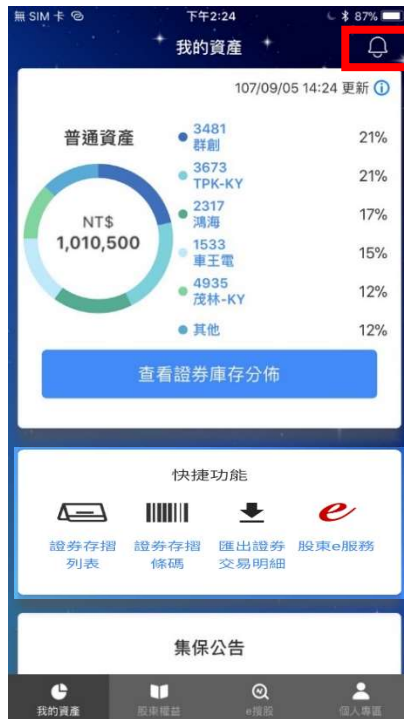 無 SIM 卡
下午2:24
87%
我的資產
107/09/05 14:24 更新
普通資產
NT$
1,010,500
3481
群創
21%
3673
TPK-KY
21%
2317
鴻海
17%
1533
車王電
15%
4935
茂林-KY
12%
其他
12%
查看證券庫存分佈
快捷功能
證券存摺
列表
證券存摺
條碼
匯出證券
交易明細
e
股東e服務
集保公告
我的資產
股東權益
e搜股
個人專區